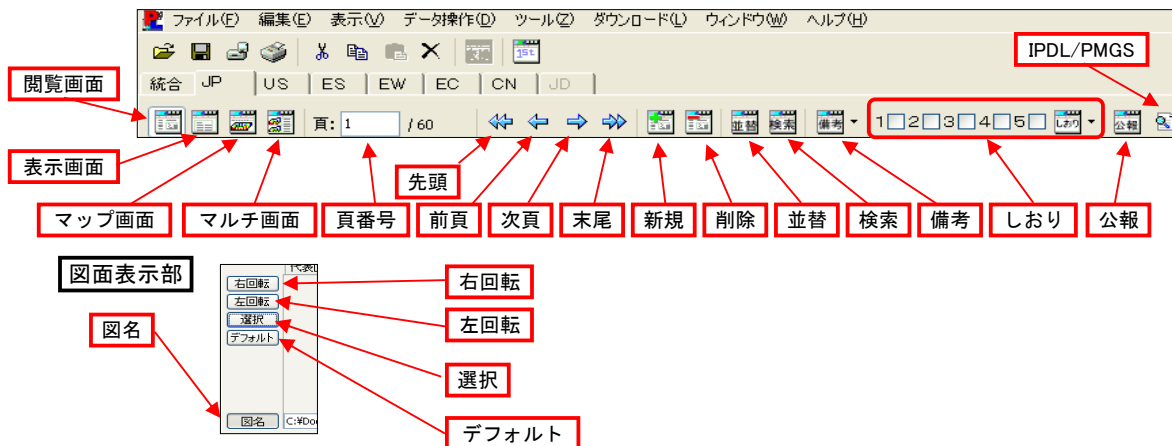 ファイル(F) 編集(E) 表示(V) データ操作(D) ツール(Z) ダウンロード(L) ウィンドウ(W) ヘルプ(H)
1st
IPDL/PMGS
閲覧画面
統合 JP US ES EW EC CN JD
頁: 1 / 60 並替 検索 備考 1 2 3 4 5 しおり 公報
表示画面
先頭
マップ画面 マルチ画面 頁番号 前頁 次頁 末尾 新規 削除 並替 検索 備考 しおり 公報
図面表示部
右回転 右回転
左回転 左回転
選択
デフォルト
図名
選択
図名 C:¥Do
デフォルト